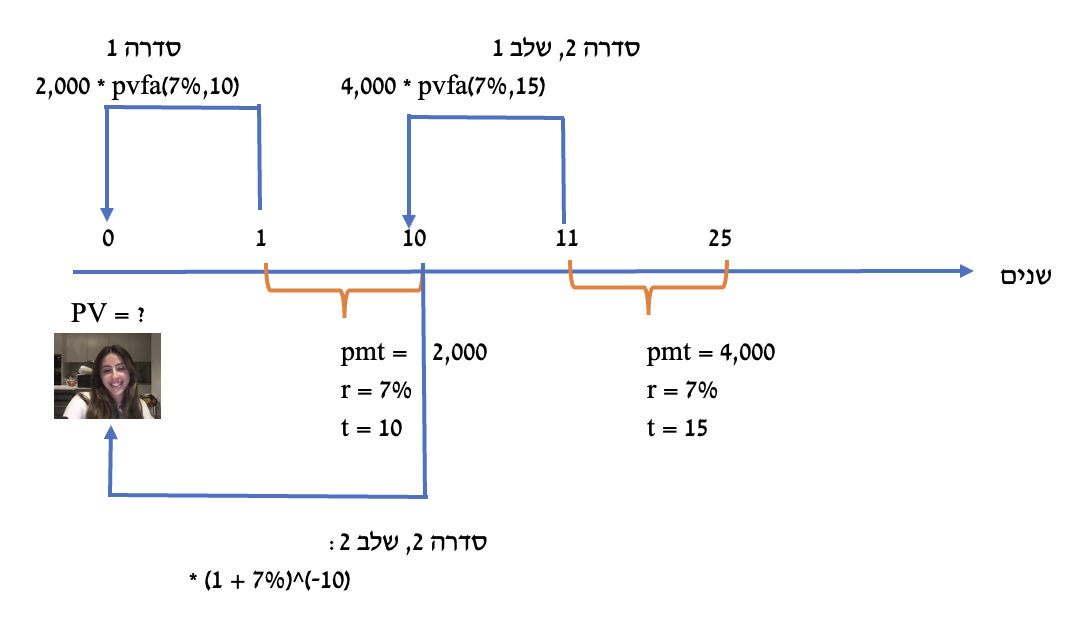 סדרה 1
2,000 * pvfa(7%,10)
סדרה 2, שלב 1
4,000 * pvfa(7%,15)
0 1 10 11 25
שנים
PV = ?
pmt = 2,000
r = 7%
t = 10
pmt = 4,000
r = 7%
t = 15
סדרה 2, שלב 2:
* (1 + 7%)^(-10)